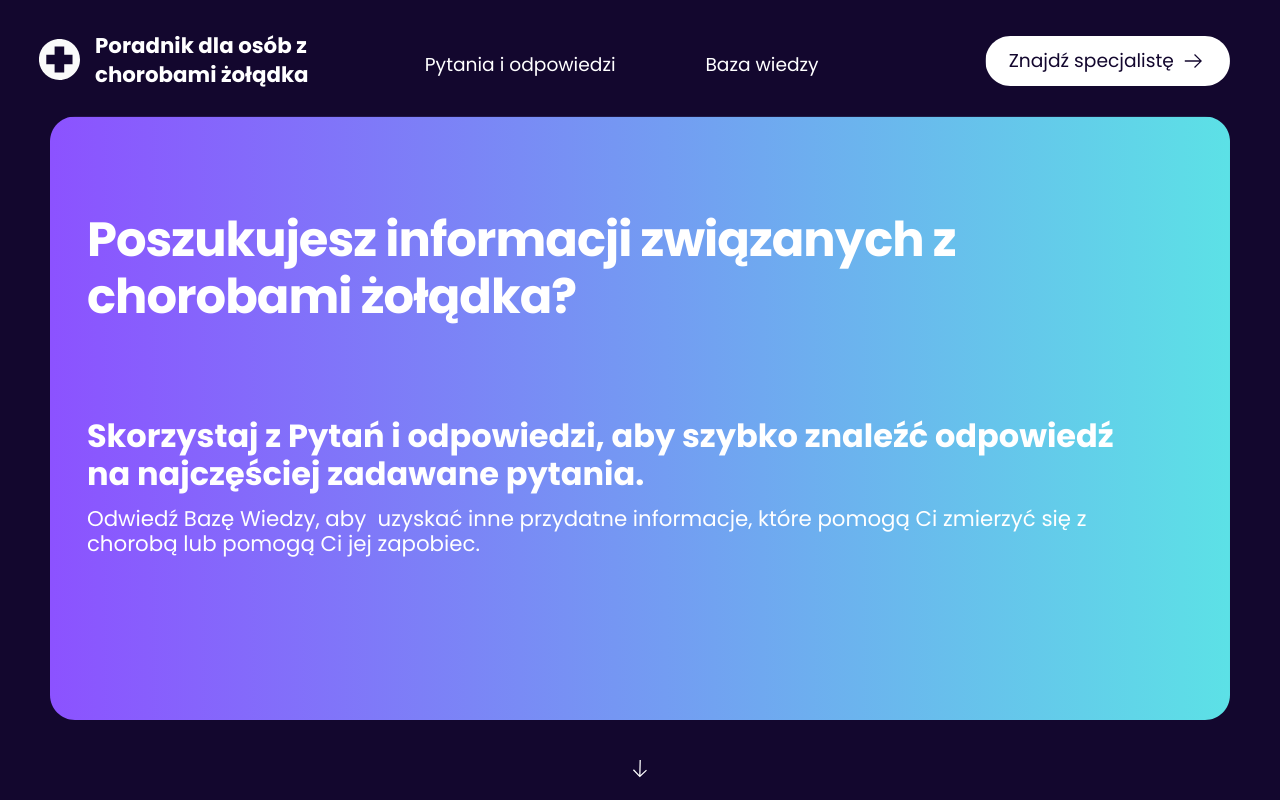 Poradnik dla osób z
chorobami żołądka
Pytania i odpowiedzi
Baza wiedzy
Znajdź specjalistę
Poszukujesz informacji związanych z
chorobami żołądka?
Skorzystaj z Pytań i odpowiedzi, aby szybko znaleźć odpowiedź
na najczęściej zadawane pytania.
Odwiedź Bazę Wiedzy, aby  uzyskać inne przydatne informacje, które pomogą Ci zmierzyć się z
chorobą lub pomogą Ci jej zapobiec.